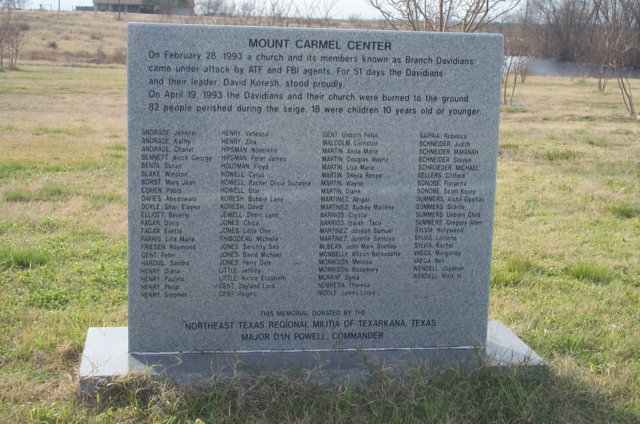 MOUNT CARMEL CENTER
On February 28, 1993 a church and its members known as Branch Davidians
came under attack by ATF and FBI agents. For 51 days the Davidians
and their leader, David Koresh, stood proudly.
On April 19, 1993 the Davidians and their church were burned to the ground.
82 people perished during the seige. 18 were children 10 years old or younger.
ANDRADE, Jennifer
ANDRADE, Kathy
ANDRADE, Chanel
BENNETT, Alrick George
BENTA, Susan
BLAKE, Winston
BORST, Mary Jean
COHEN, Pablo
DAVIES, Abedowalo
DOYLE, Shari Elayne
ELLIOTT, Beverly
FAGAN, Doris
FAGAN, Evette
FARRIS, Lisa Marie
FRIESEN, Raymond
GENT, Peter
HARDIAL, Sandra
HENRY, Diana
HENRY, Paulina
HENRY, Philip
HENRY, Stephen
HENRY, Vanessa
HENRY, Zilla
HIPSMAN, Novellette
HIPSMAN, Peter James
HOUTMAN, Floyd
HOWELL, Cyrus
HOWELL, Rachel Olivia Suzanne
HOWELL, Star
KORESH, Bobbie Lane
KORESH, David
JEWELL, Sherri Lynn
JONES, Chica
JONES, Little One
THIBODEAU, Michelle
JONES, Serenity Sea
JONES, David Michael
JONES, Perry Dale
LITTLE, Jeffrey
LITTLE, Nicole Elizabeth
GENT, Dayland Lord
GENT, Paiges
GENT, Unborn Fetus
MALCOLM, Livinston
MARTIN, Anita Marie
MARTIN, Douglas Wayne
MARTIN, Lisa Marie
MARTIN, Sheila Renee
MARTIN, Wayne
MARTIN, Diane
MARTINEZ, Abigail
MARTINEZ, Audrey Marlene
BARRIOS, Crystal
BARRIOS, Isaiah
MARTINEZ, Joseph Samuel
MARTINEZ, Juliette Santoyo
McBEAN, John Mark Stanley
MONBELLY, Allison Bernadette
MORRISON, Melissa
MORRISON, Rosemary
MURRAY, Sonia
NOBREGA, Theresa
RIDDLE, James Lloyd
SAIPAIA, Rebecca
SCHNEIDER, Judith
SCHNEIDER, MAYANAH
SCHNEIDER, Steven
SCHROEDER, MICHAEL
SELLERS, Clifford
SONOBE, Floranita
SONOBE, Scott Kojiro
SUMMERS, Aisha Gyarfas
SUMMERS, Startle
SUMMERS, Unborn Child
SUMMERS, Gregory Allen
SYLVIA, Hollywood
SYLVIA, Lorraine
SYLVIA, Rachel
VAEGA, Margarida
VAEGA, Neil
WENDELL, Jaydean
WENDELL, Mark H.
THIS MEMORIAL DONATED BY THE
NORTHEAST TEXAS REGIONAL MILITIA OF TEXARKANA, TEXAS
MAJOR DAN POWELL, COMMANDER